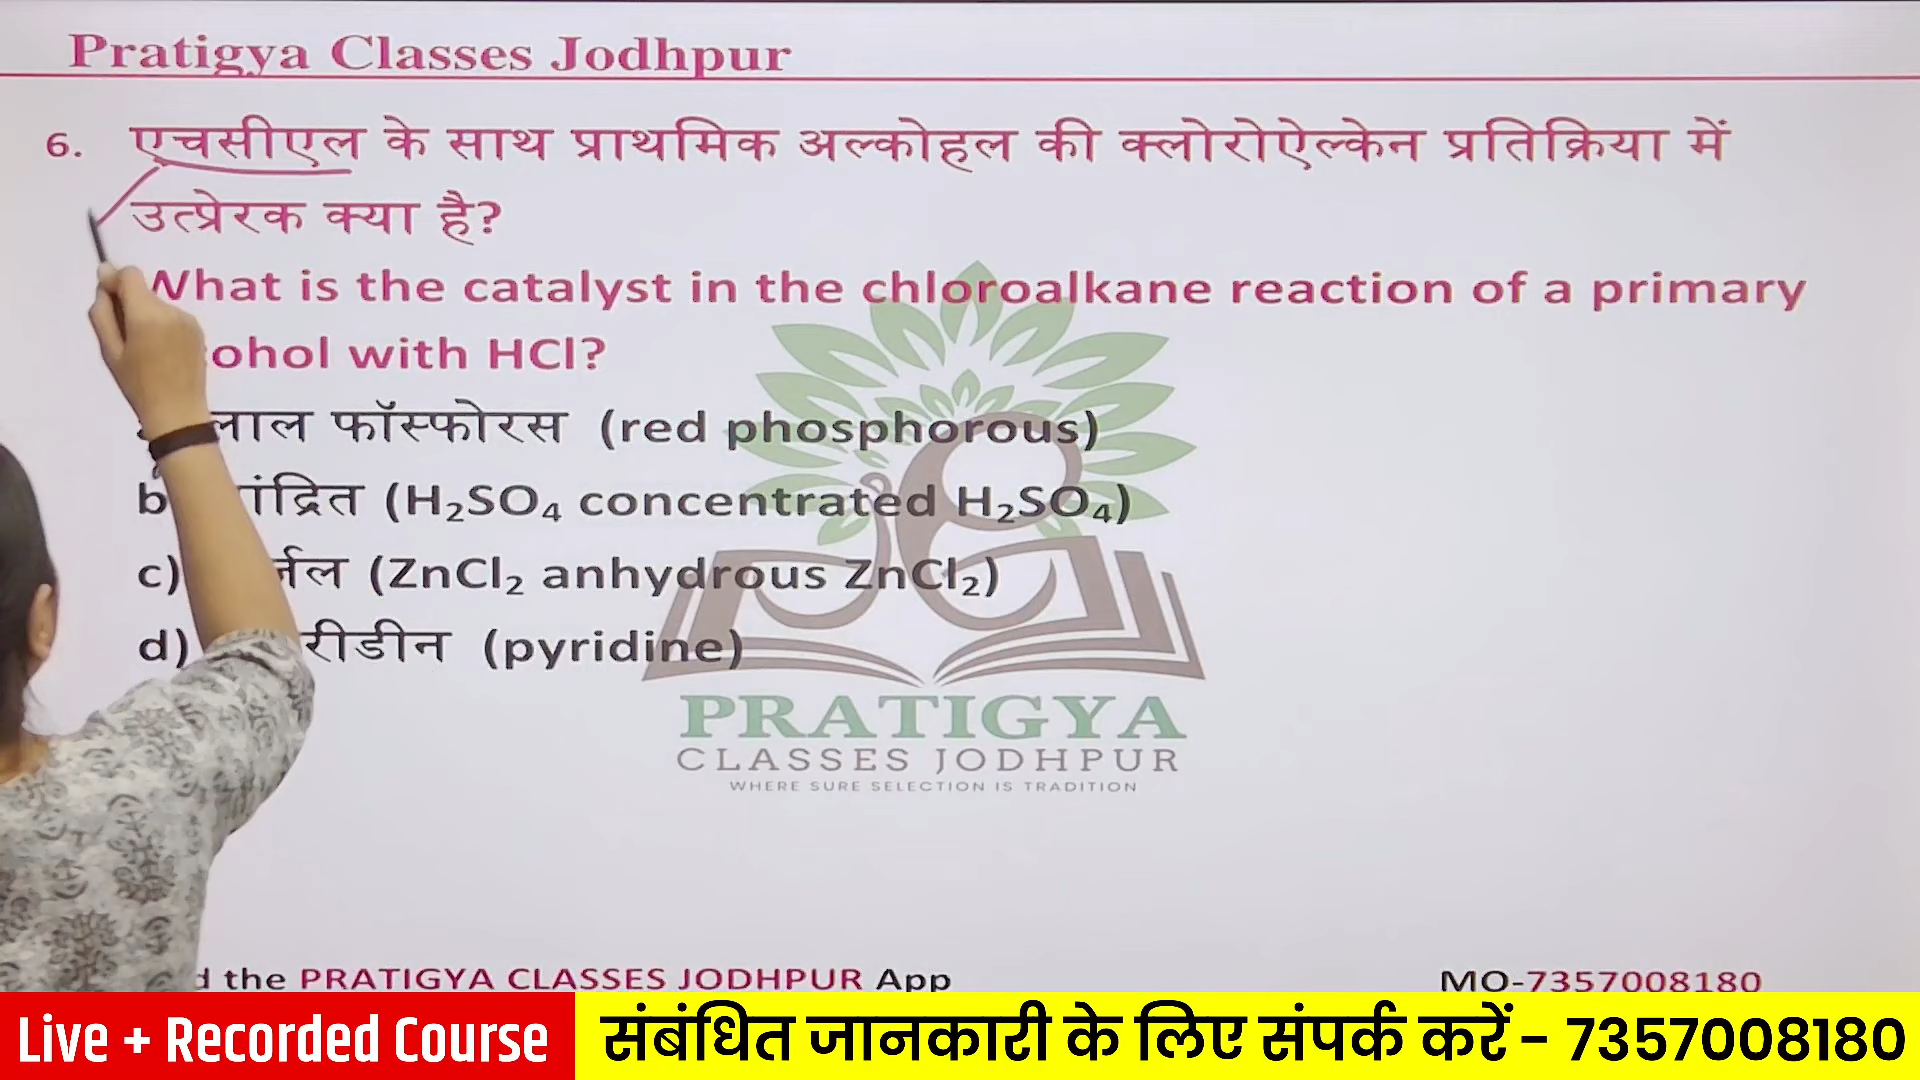 Pratigya Classes Jodhpur
6. एचसीएल के साथ प्राथमिक अल्कोहल की क्लोरोऐल्केन प्रतिक्रिया में
उत्प्रेरक क्या है?
What is the catalyst in the chloroalkane reaction of a primary
with HCl?
लाल फॉस्फोरस (red phosphorous)
b (H₂SO₄ concentrated H₂SO₄)
c) (ZnCl₂ anhydrous ZnCl₂)
d) (pyridine)
PRATIGYA
CLASSES JODHPUR
WHERE SURE SELECTION IS TRADITION
the PRATIGYA CLASSES JODHPUR App
MO-7357008180
Live + Recorded Course
संबंधित जानकारी के लिए संपर्क करें – 7357008180